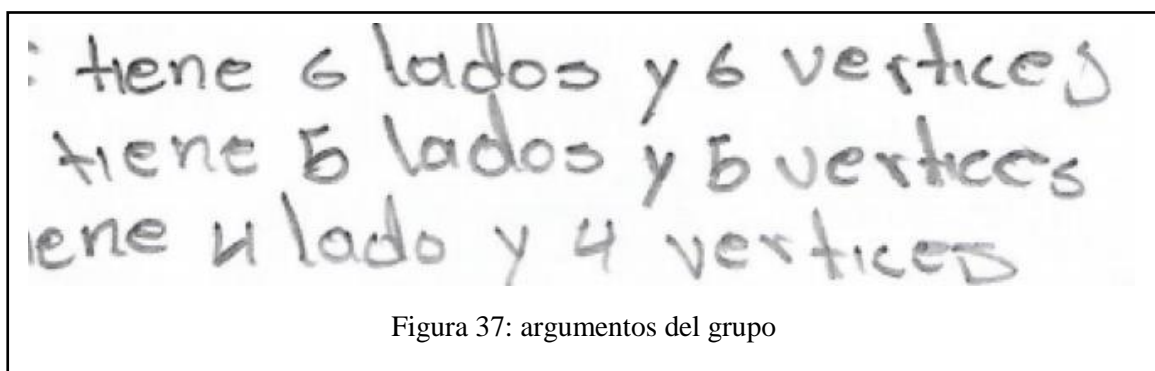 : tiene 6 lados y 6 vertices
tiene 5 lados y 5 vertices
iene 4 lado y 4 vertices
Figura 37: argumentos del grupo